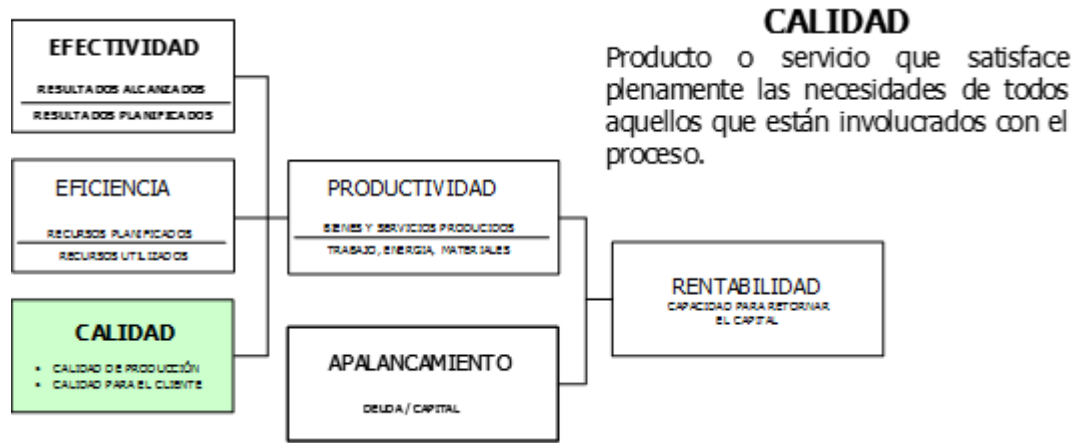 EFECTIVIDAD
RESULTADOS ALCANZADOS
RESULTADOS PLANIFICADOS
EFICIENCIA
RECURSOS PLANIFICADOS
RECURSOS UTILIZADOS
CALIDAD
• CALIDAD DE PRODUCCIÓN
• CALIDAD PARA EL CLIENTE
PRODUCTIVIDAD
BIENES Y SERVICIOS PRODUCIDOS
TRABAJO, ENERGIA, MATERIALES
APALANCAMIENTO
DEUDA / CAPITAL
RENTABILIDAD
CAPACIDAD PARA RETORNAR
EL CAPITAL
CALIDAD
Producto o servicio que satisface
plenamente las necesidades de todos
aquellos que están involucrados con el
proceso.